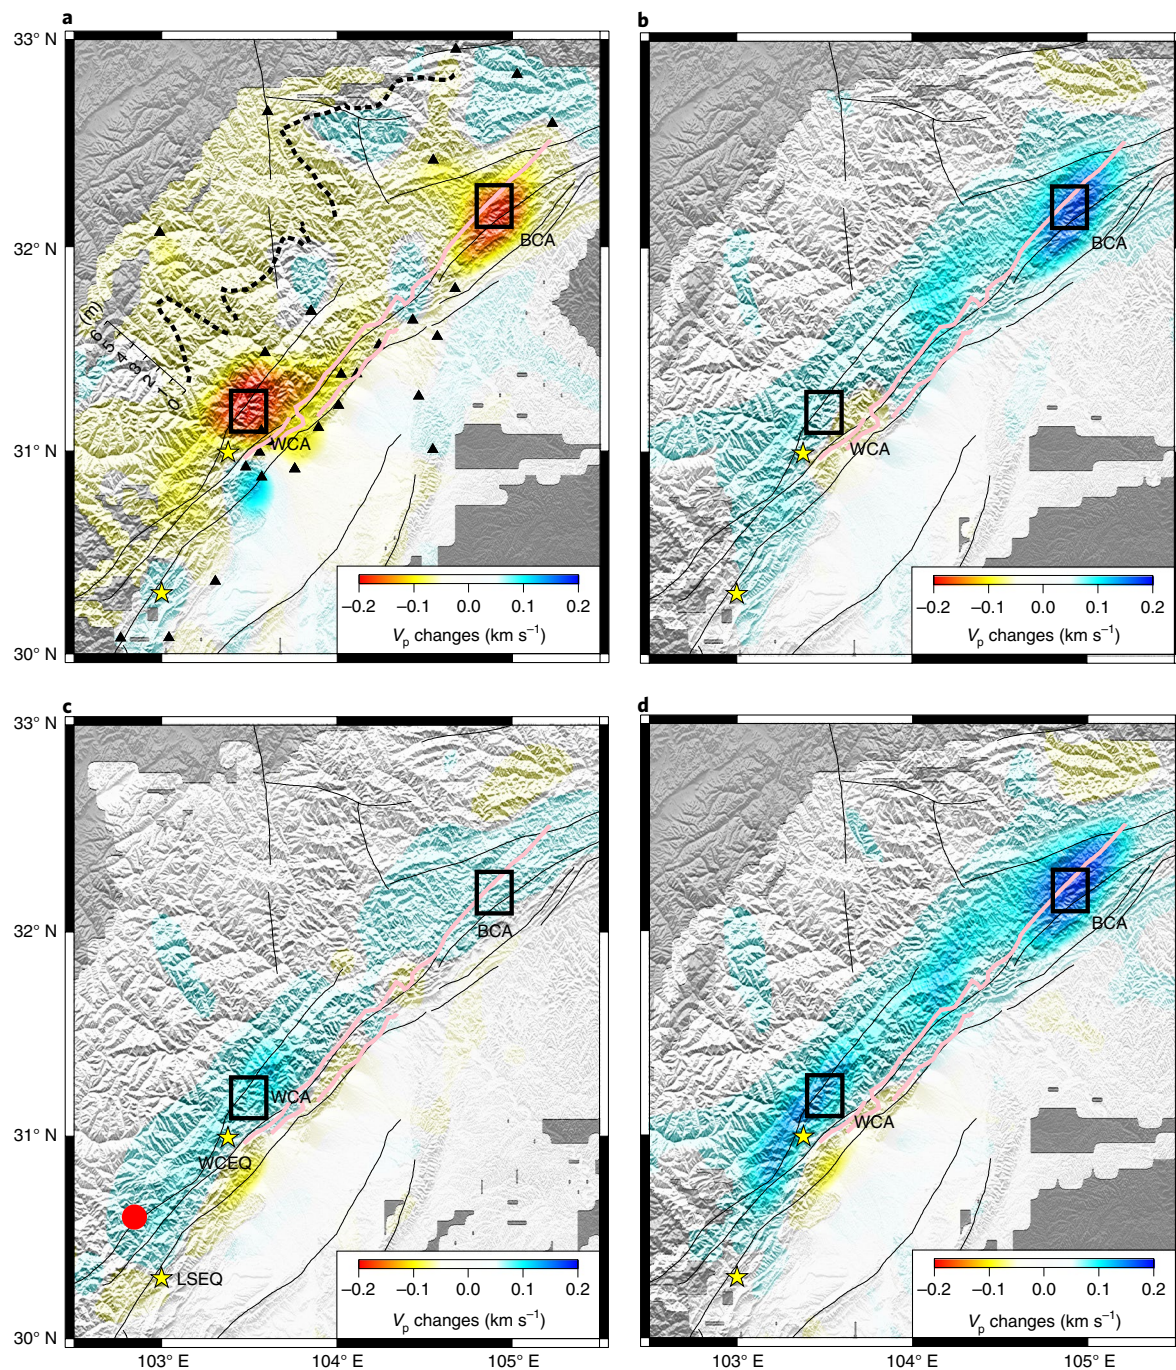 a
b
33° N
32° N
31° N
30° N
(m)
6
5
4
3
2
1
0
BCA
WCA
–0.2 –0.1 0.0 0.1 0.2
Vp changes (km s⁻¹)
BCA
WCA
–0.2 –0.1 0.0 0.1 0.2
Vp changes (km s⁻¹)
c
d
33° N
32° N
31° N
30° N
BCA
WCA
WCEQ
LSEQ
–0.2 –0.1 0.0 0.1 0.2
Vp changes (km s⁻¹)
103° E 104° E 105° E
BCA
WCA
–0.2 –0.1 0.0 0.1 0.2
Vp changes (km s⁻¹)
103° E 104° E 105° E